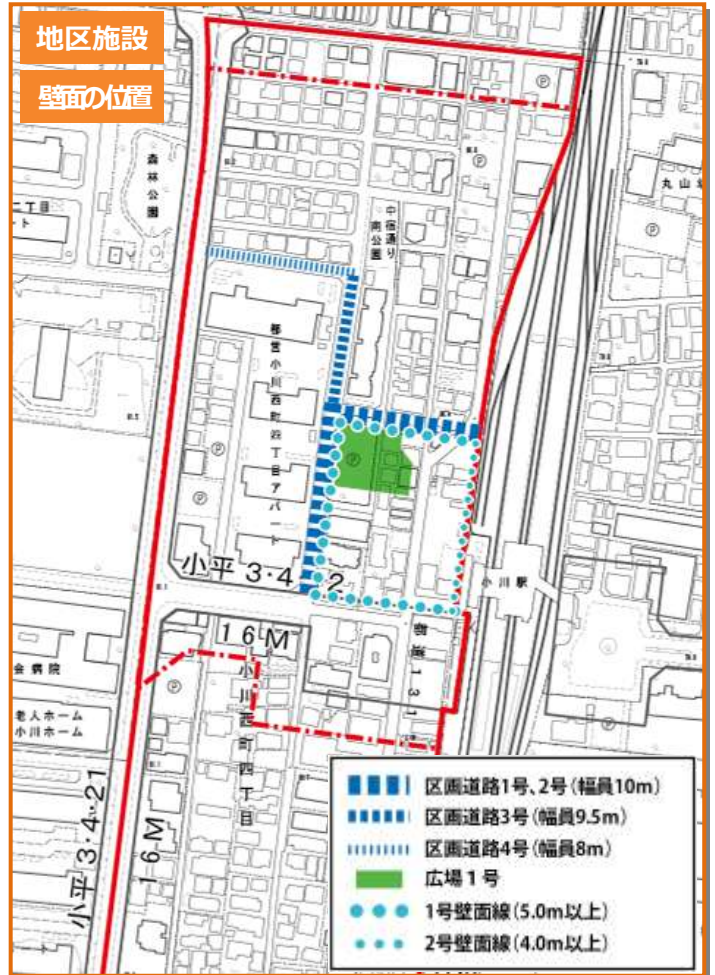 地区施設
壁面の位置
森林公園
二丁目
ート
中宿通り
南公園
丸山
都営小川西町四丁目アパート
小平3・4
2
16M
小川駅
会病院
老人ホーム
小川ホーム
小川西町四丁目
小平3・4・21
16M
区画道路1号、2号(幅員10m)
区画道路3号(幅員9.5m)
区画道路4号(幅員8m)
広場1号
1号壁面線(5.0m以上)
2号壁面線(4.0m以上)